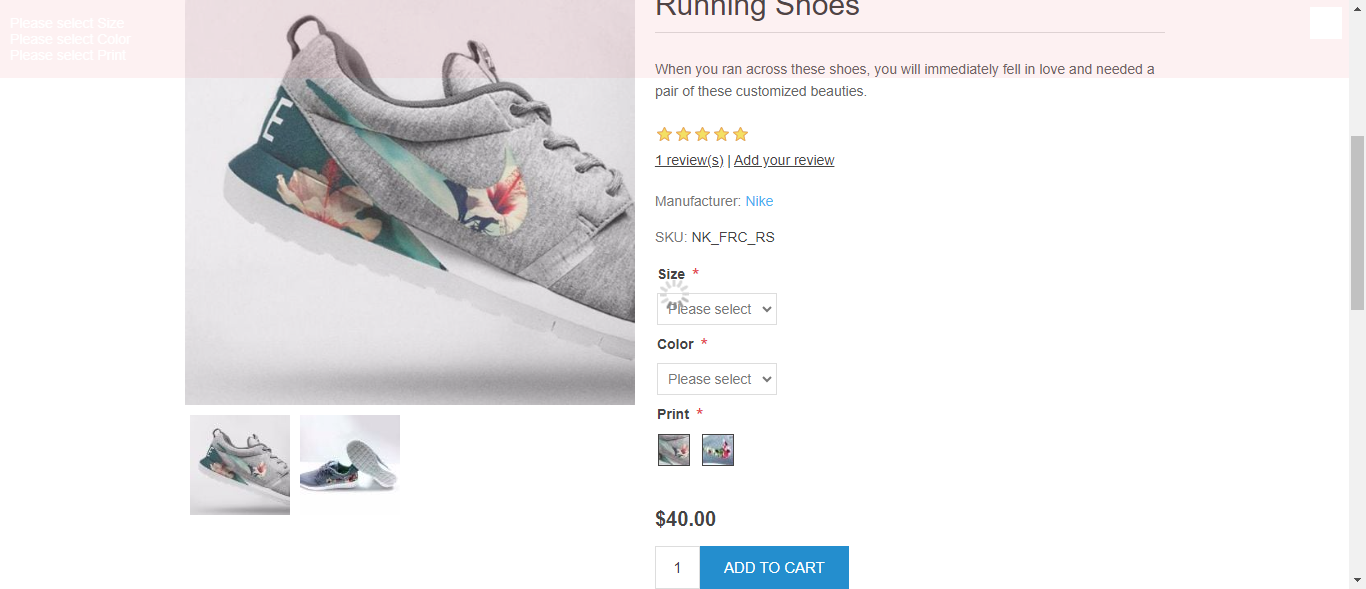 Running Shoes
Please select Size
Please select Color
Please select Print
When you ran across these shoes, you will immediately fell in love and needed a
pair of these customized beauties.
1 review(s) | Add your review
Manufacturer: Nike
SKU: NK_FRC_RS
Size *
Please select
Color *
Please select
Print *
$40.00
1 ADD TO CART